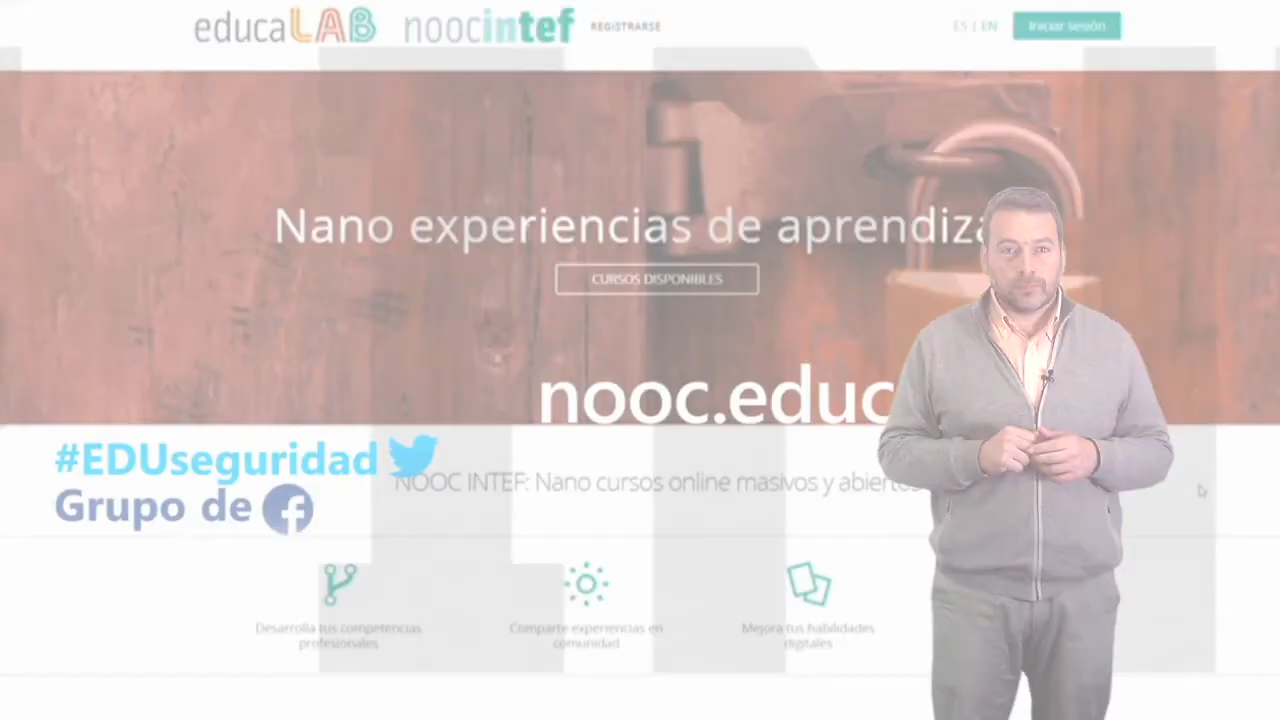 educaLAB noocintef REGISTRARSE ES | EN Iniciar sesión
Nano experiencias de aprendiza
CURSOS DISPONIBLES
nooc.educ
#EDUseguridad
Grupo de
NOOC INTEF: Nano cursos online masivos y abiertos
Desarrolla tus competencias
profesionales
Comparte experiencias en
comunidad
Mejora tus habilidades
digitales